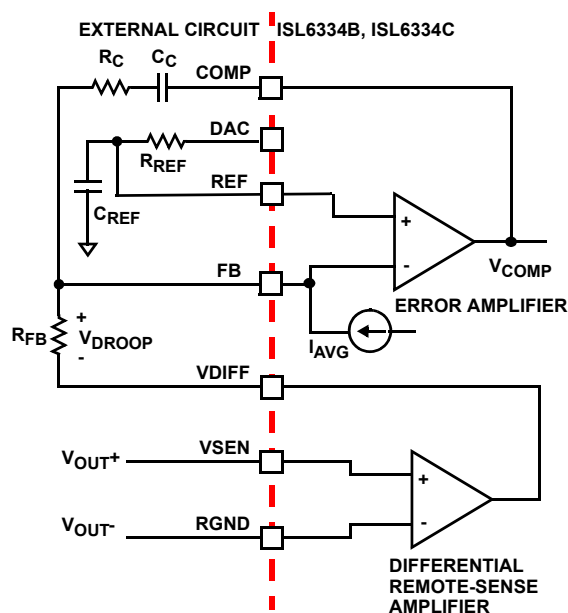 EXTERNAL CIRCUIT ISL6334B, ISL6334C
RC CC COMP
DAC
RREF
REF
CREF
+
-
VCOMP
FB
ERROR AMPLIFIER
IAVG
RFB
+
VDROOP
-
VDIFF
VOUT+ VSEN
+
VOUT- RGND
-
DIFFERENTIAL
REMOTE-SENSE
AMPLIFIER